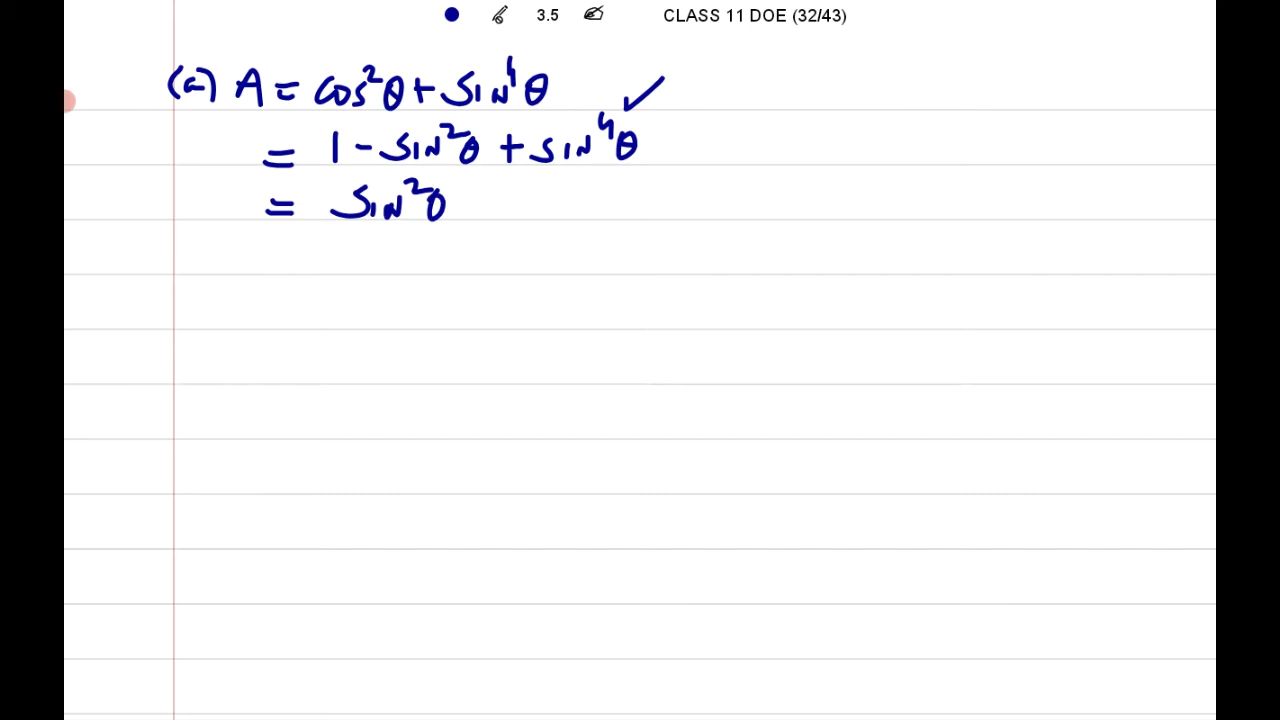 3.5 CLASS 11 DOE (32/43)
(a) A = cos²θ + sin⁴θ ✓
= 1 - sin²θ + sin⁴θ
= sin²θ